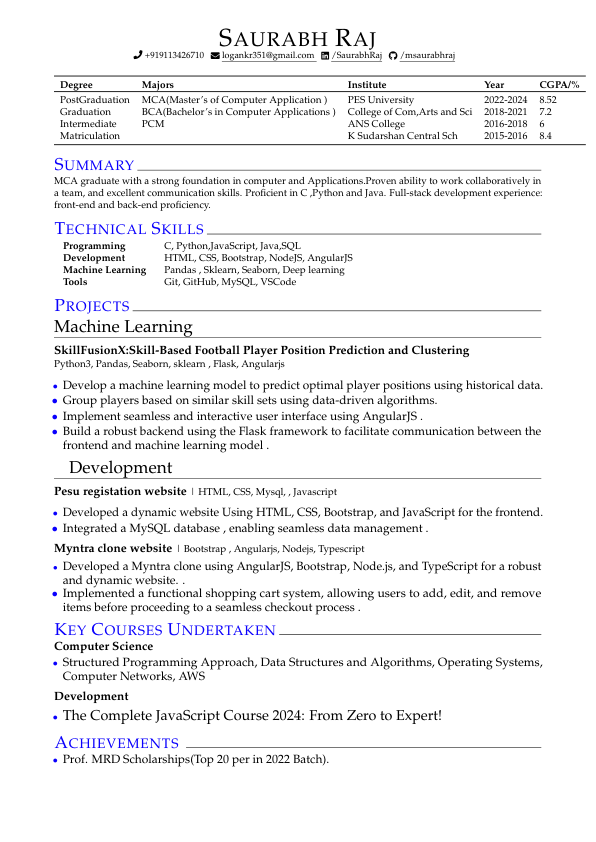 SAURABH RAJ
+919113426710 logankr351@gmail.com /SaurabhRaj /msaurabhraj
Degree Majors Institute Year CGPA/%
PostGraduation MCA(Master's of Computer Application ) PES University 2022-2024 8.52
Graduation BCA(Bachelor's in Computer Applications ) College of Com,Arts and Sci 2018-2021 7.2
Intermediate PCM ANS College 2016-2018 6
Matriculation K Sudarshan Central Sch 2015-2016 8.4
SUMMARY
MCA graduate with a strong foundation in computer and Applications.Proven ability to work collaboratively in
a team, and excellent communication skills. Proficient in C ,Python and Java. Full-stack development experience:
front-end and back-end proficiency.
TECHNICAL SKILLS
Programming C, Python,JavaScript, Java,SQL
Development HTML, CSS, Bootstrap, NodeJS, AngularJS
Machine Learning Pandas , Sklearn, Seaborn, Deep learning
Tools Git, GitHub, MySQL, VSCode
PROJECTS
Machine Learning
SkillFusionX:Skill-Based Football Player Position Prediction and Clustering
Python3, Pandas, Seaborn, sklearn , Flask, Angularjs
• Develop a machine learning model to predict optimal player positions using historical data.
• Group players based on similar skill sets using data-driven algorithms.
• Implement seamless and interactive user interface using AngularJS .
• Build a robust backend using the Flask framework to facilitate communication between the
frontend and machine learning model .
Development
Pesu registation website | HTML, CSS, Mysql, , Javascript
• Developed a dynamic website Using HTML, CSS, Bootstrap, and JavaScript for the frontend.
• Integrated a MySQL database , enabling seamless data management .
Myntra clone website | Bootstrap , Angularjs, Nodejs, Typescript
• Developed a Myntra clone using AngularJS, Bootstrap, Node.js, and TypeScript for a robust
and dynamic website. .
• Implemented a functional shopping cart system, allowing users to add, edit, and remove
items before proceeding to a seamless checkout process .
KEY COURSES UNDERTAKEN
Computer Science
• Structured Programming Approach, Data Structures and Algorithms, Operating Systems,
Computer Networks, AWS
Development
• The Complete JavaScript Course 2024: From Zero to Expert!
ACHIEVEMENTS
• Prof. MRD Scholarships(Top 20 per in 2022 Batch).